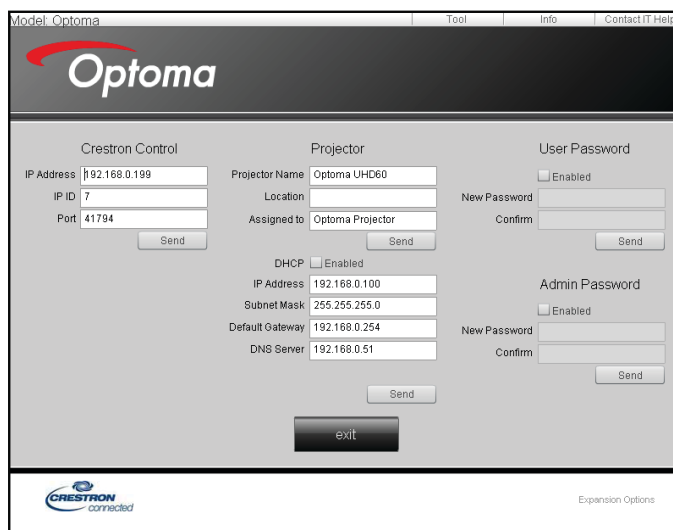 Model: Optoma
Tool
Info
Contact IT Help
Optoma
Crestron Control
IP Address 192.168.0.199
IP ID 7
Port 41794
Send
Projector
Projector Name Optoma UHD60
Location
Assigned to Optoma Projector
Send
DHCP Enabled
IP Address 192.168.0.100
Subnet Mask 255.255.255.0
Default Gateway 192.168.0.254
DNS Server 192.168.0.51
Send
User Password
Enabled
New Password
Confirm
Send
Admin Password
Enabled
New Password
Confirm
Send
exit
CRESTRON
connected
Expansion Options